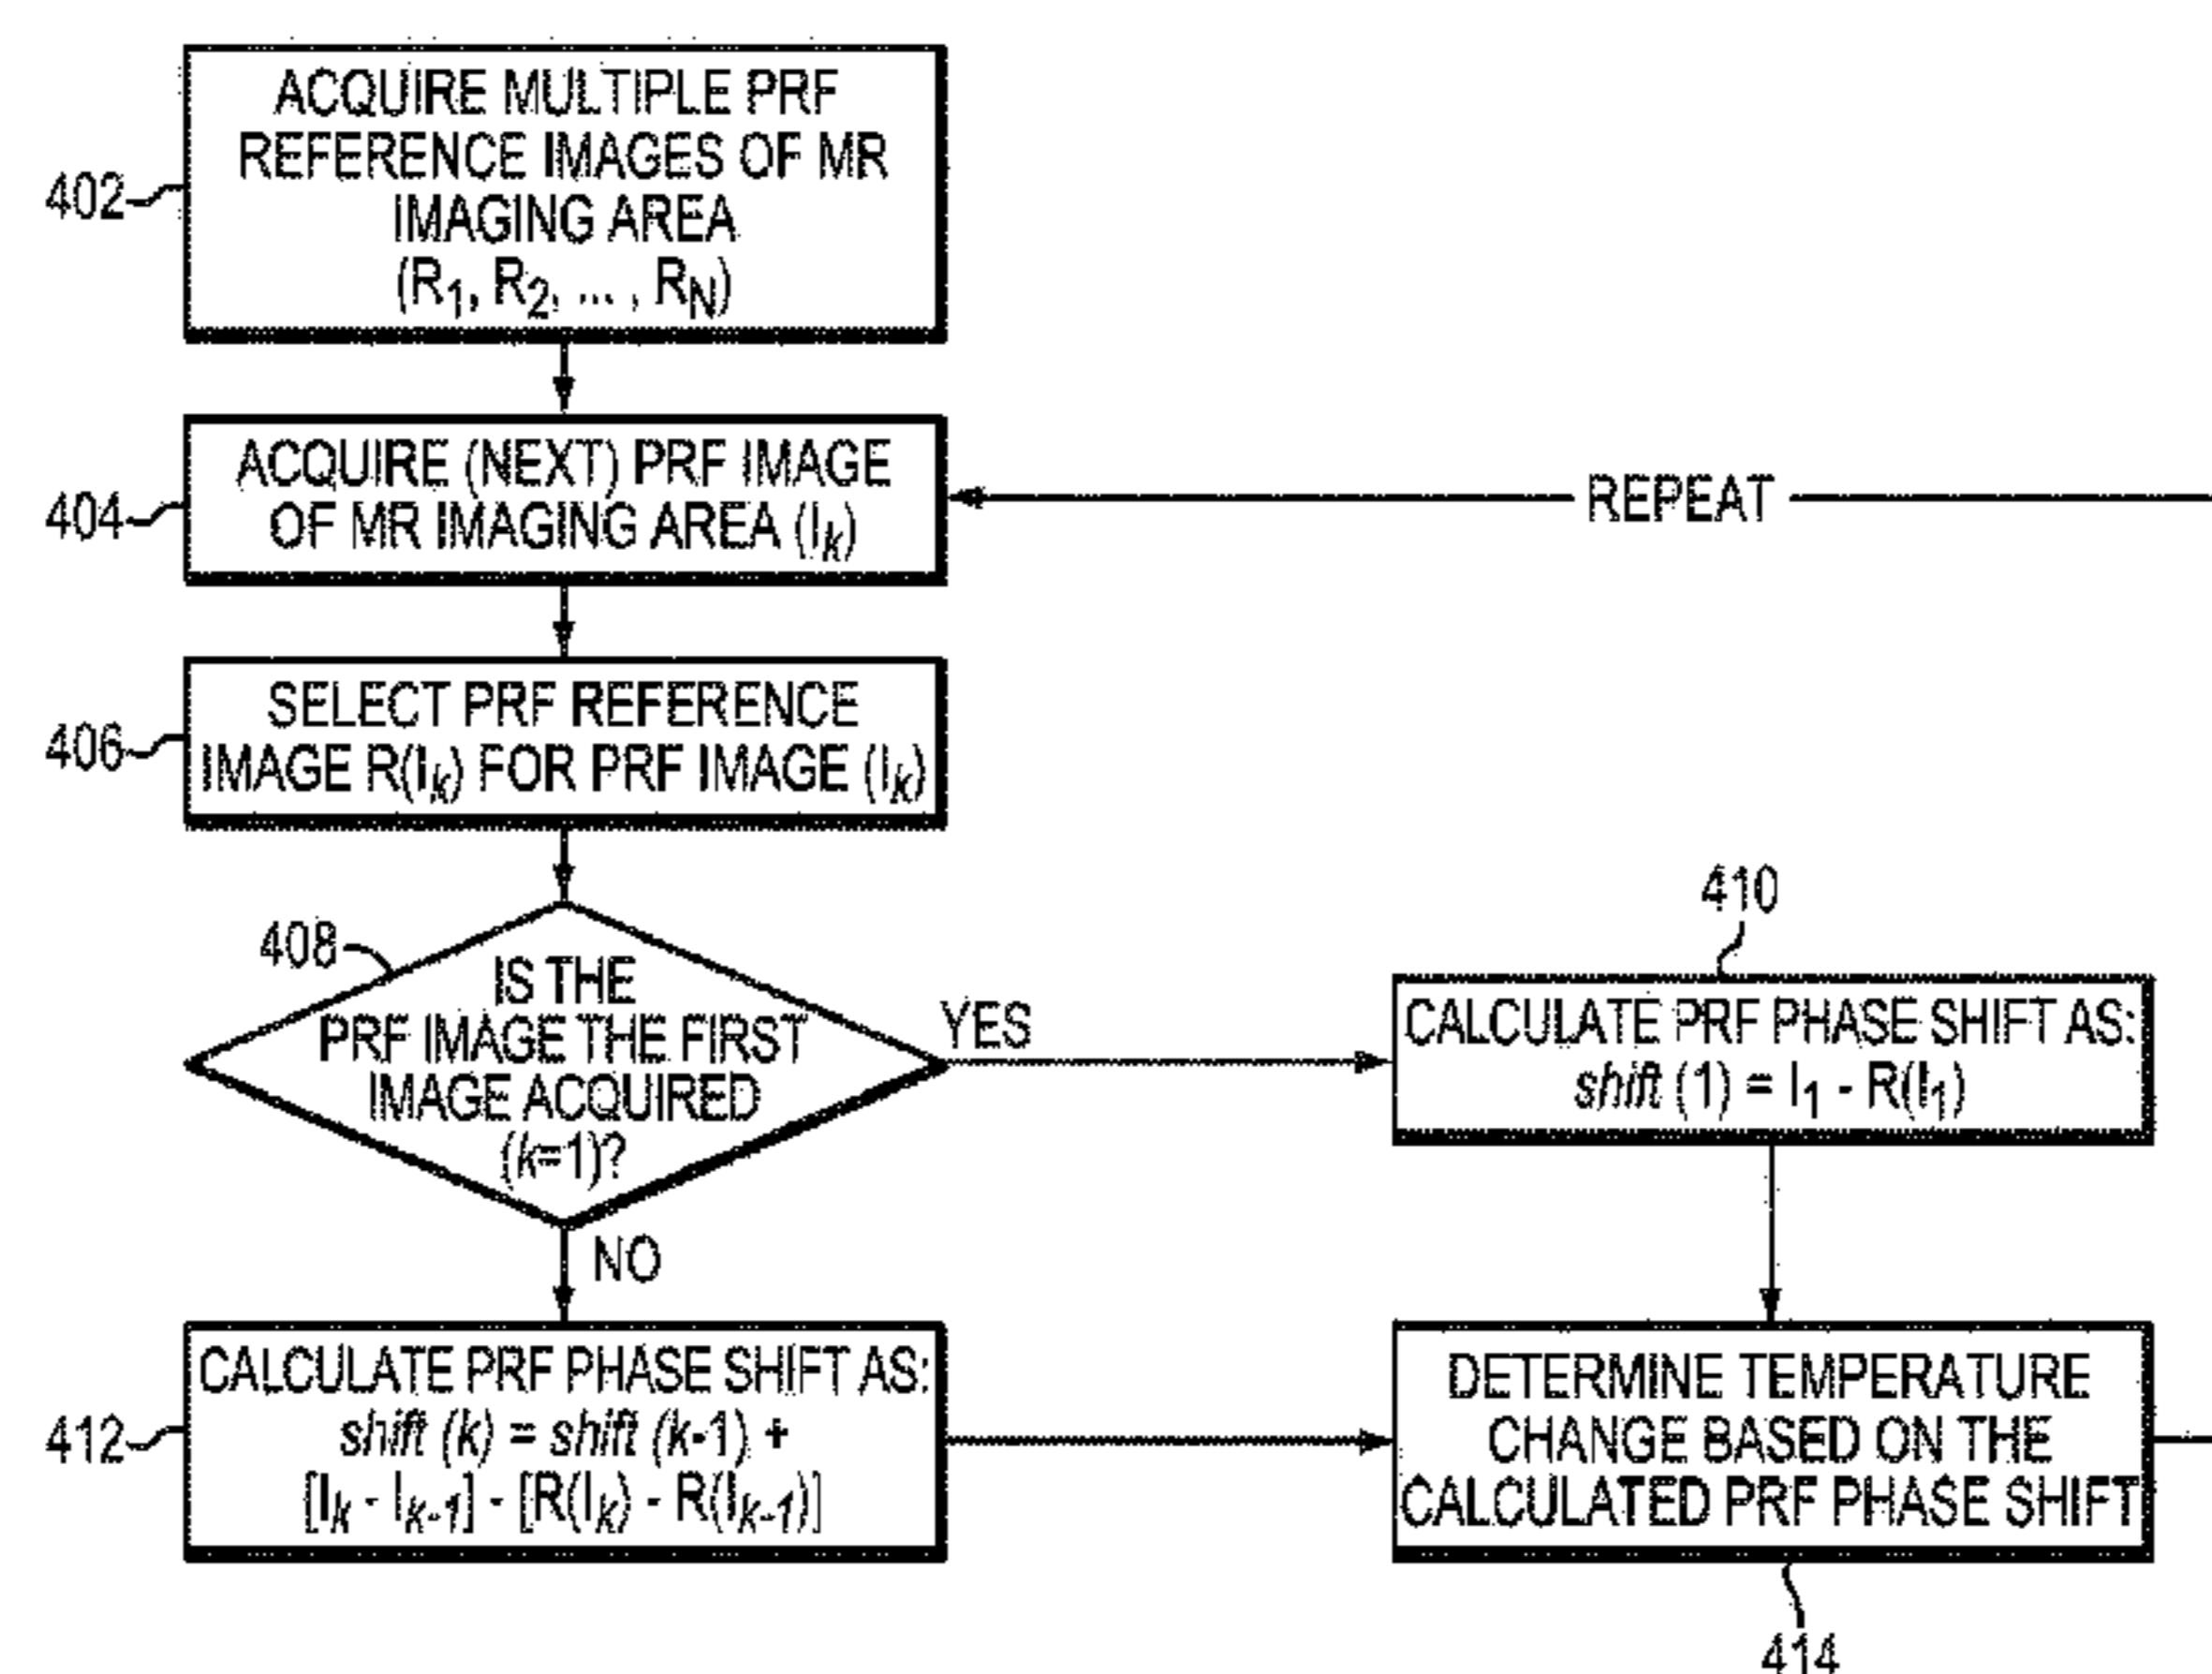 402
ACQUIRE MULTIPLE PRF
REFERENCE IMAGES OF MR
IMAGING AREA
(R1, R2, ... , RN)
404
ACQUIRE (NEXT) PRF IMAGE
OF MR IMAGING AREA (Ik)
REPEAT
406
SELECT PRF REFERENCE
IMAGE R(Ik) FOR PRF IMAGE (Ik)
408
IS THE
PRF IMAGE THE FIRST
IMAGE ACQUIRED
(k=1)?
YES
NO
410
CALCULATE PRF PHASE SHIFT AS:
shift (1) = I1 - R(I1)
412
CALCULATE PRF PHASE SHIFT AS:
shift (k) = shift (k-1) +
[Ik - Ik-1] - [R(Ik) - R(Ik-1)]
DETERMINE TEMPERATURE
CHANGE BASED ON THE
CALCULATED PRF PHASE SHIFT
414